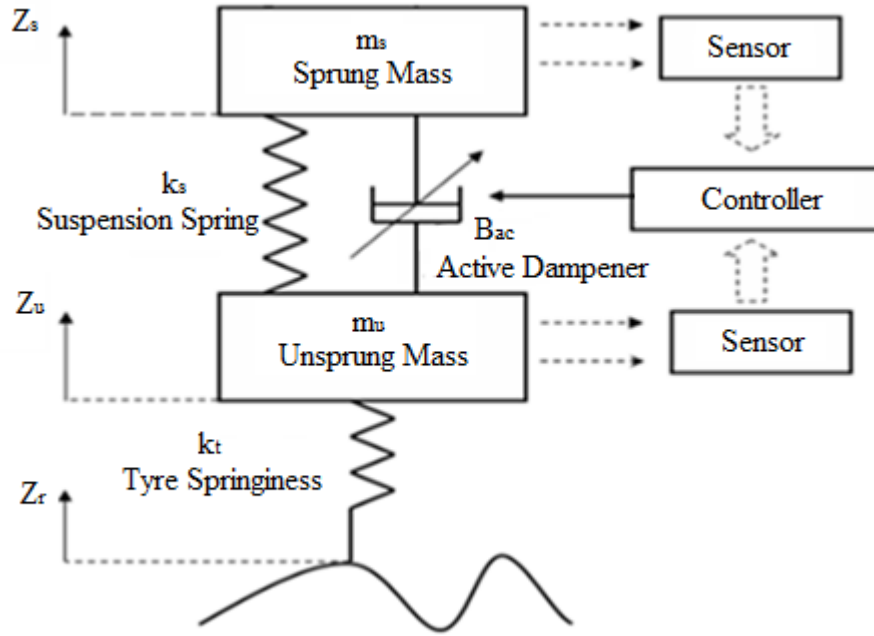 Zs
ms
Sprung Mass
Sensor
ks
Suspension Spring
Controller
Bac
Active Dampener
Zu
mu
Unsprung Mass
Sensor
kt
Tyre Springiness
Zr